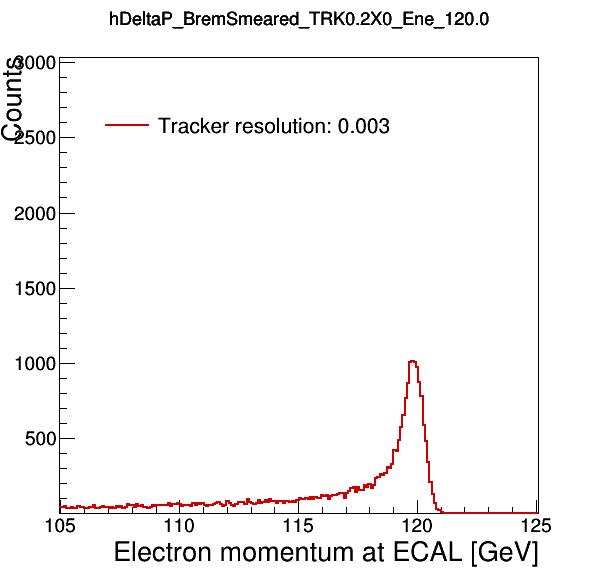 hDeltaP_BremSmeared_TRK0.2X0_Ene_120.0
Counts
3000
Tracker resolution: 0.003
2500
2000
1500
1000
500
105 110 115 120 125
Electron momentum at ECAL [GeV]